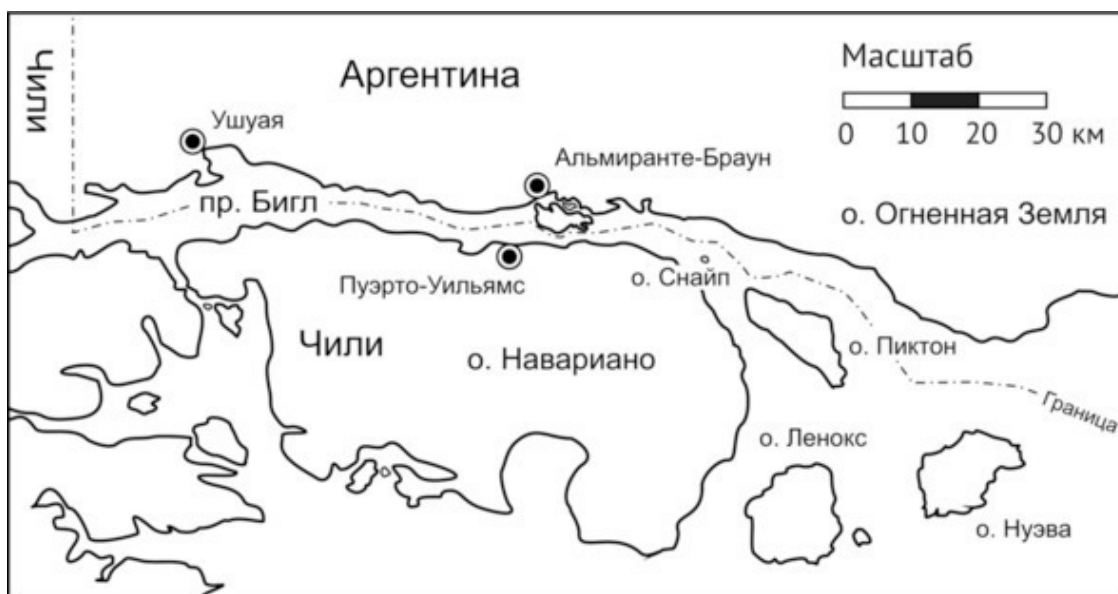 Чили
Аргентина
Масштаб
0 10 20 30 км
Ушуая
Альмиранте-Браун
пр. Бигл
о. Огненная Земля
Пуэрто-Уильямс
о. Снайп
Чили
о. Навариано
о. Пиктон
Граница
о. Ленокс
о. Нуэва